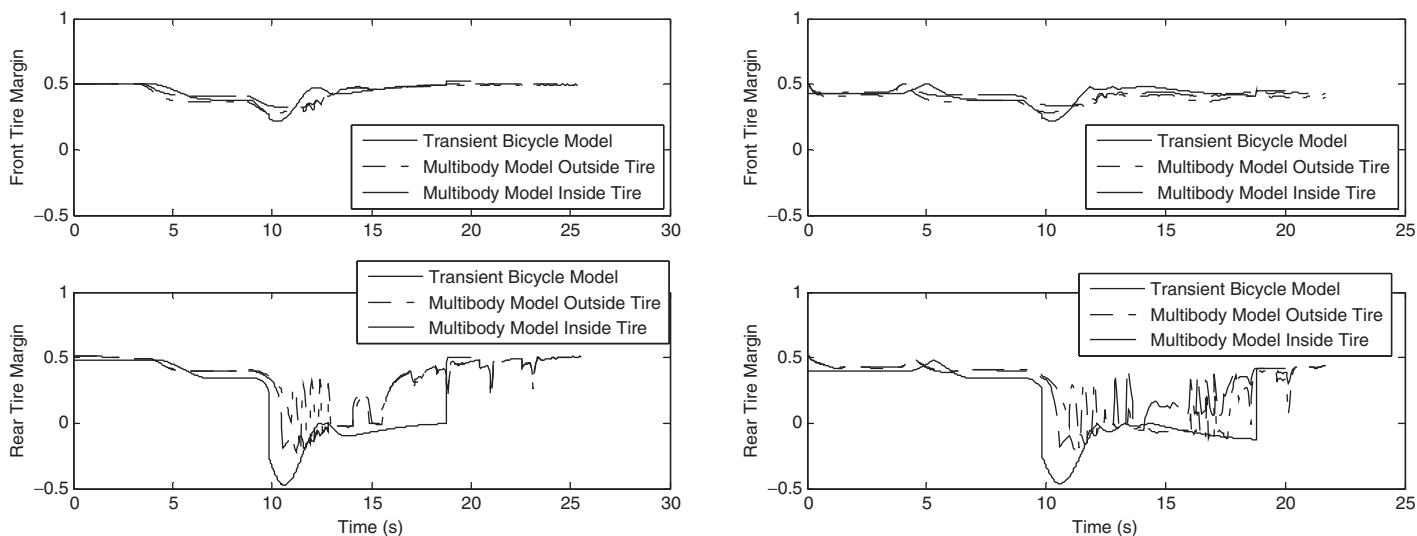 Front Tire Margin
1
0.5
0
−0.5
0 5 10 15 20 25 30
Transient Bicycle Model
Multibody Model Outside Tire
Multibody Model Inside Tire
Front Tire Margin
1
0.5
0
−0.5
0 5 10 15 20 25
Transient Bicycle Model
Multibody Model Outside Tire
Multibody Model Inside Tire
Rear Tire Margin
1
0.5
0
−0.5
0 5 10 15 20 25 30
Time (s)
Transient Bicycle Model
Multibody Model Outside Tire
Multibody Model Inside Tire
Rear Tire Margin
1
0.5
0
−0.5
0 5 10 15 20 25
Time (s)
Transient Bicycle Model
Multibody Model Outside Tire
Multibody Model Inside Tire